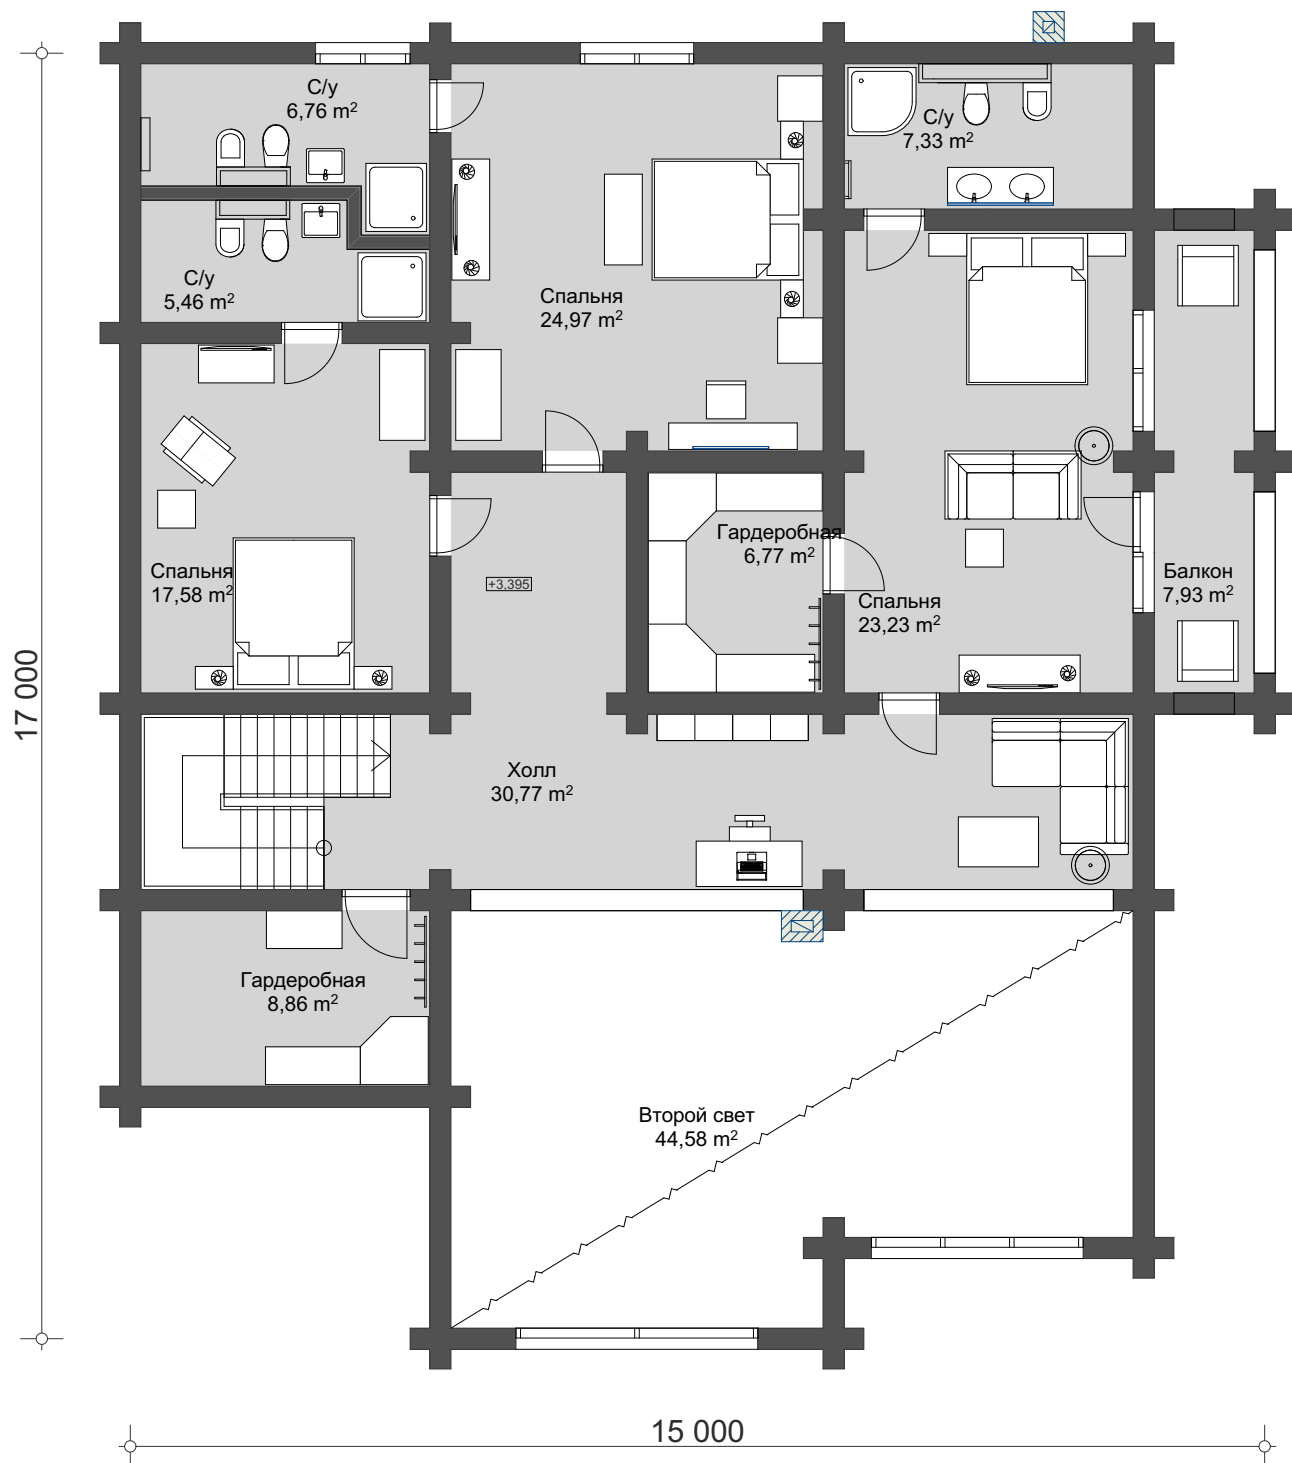 С/у
6,76 m²
С/у
7,33 m²
С/у
5,46 m²
Спальня
24,97 m²
Гардеробная
6,77 m²
Спальня
17,58 m²
+3,395
Спальня
23,23 m²
Балкон
7,93 m²
17 000
Холл
30,77 m²
Гардеробная
8,86 m²
Второй свет
44,58 m²
15 000